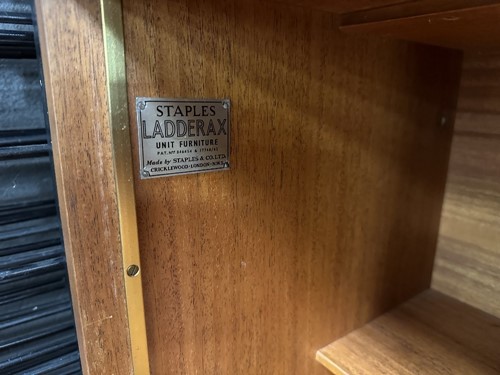 STAPLES
LADDERAX
UNIT FURNITURE
Made by STAPLES & CO. LTD
CRICKLEWOOD · LONDON · N.W.2